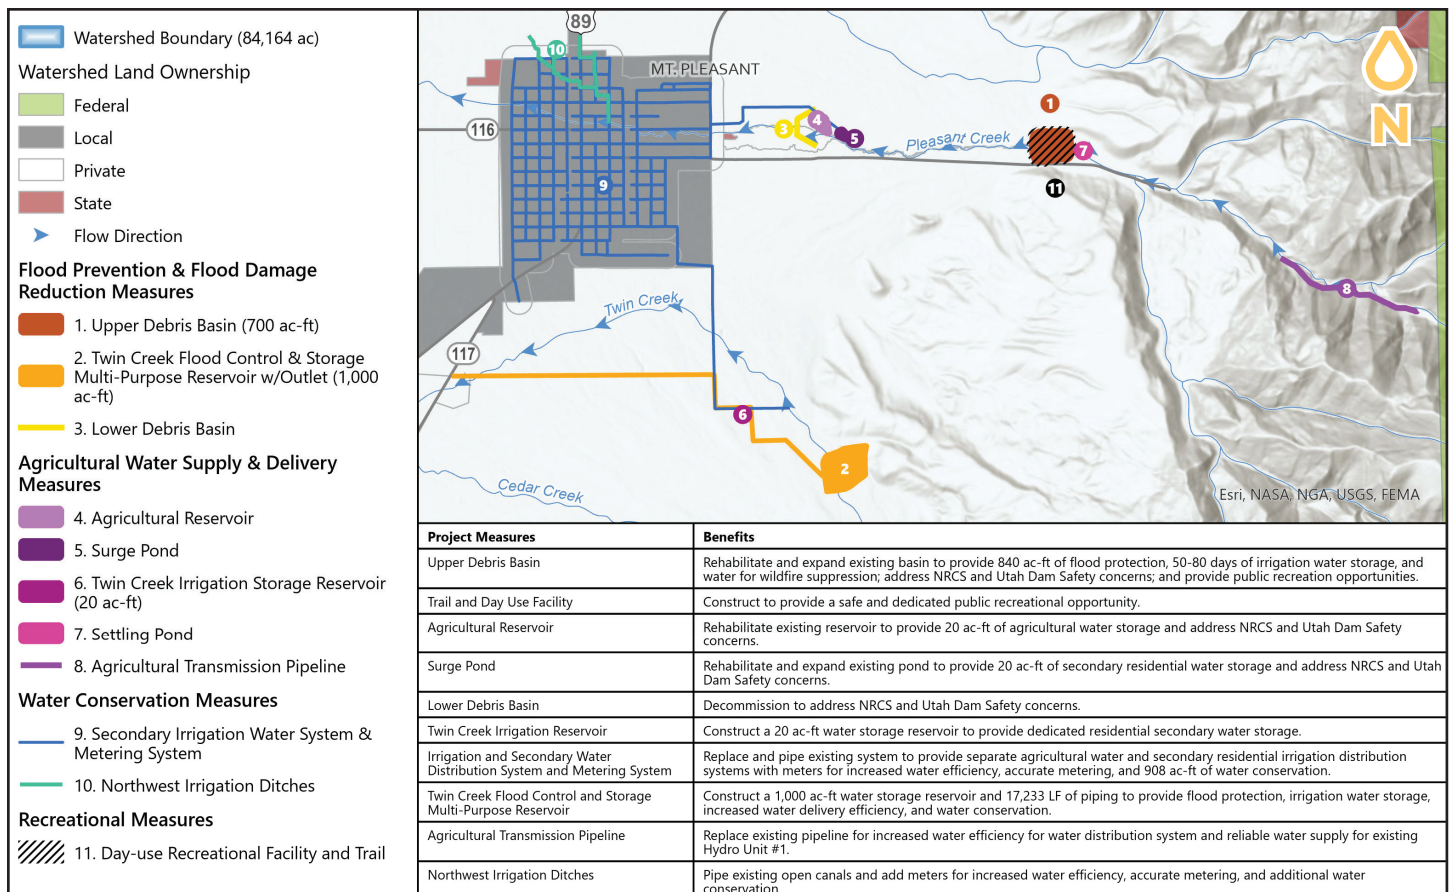 Watershed Boundary (84,164 ac)
Watershed Land Ownership
Federal
Local
Private
State
Flow Direction
Flood Prevention & Flood Damage
Reduction Measures
1. Upper Debris Basin (700 ac-ft)
2. Twin Creek Flood Control & Storage
Multi-Purpose Reservoir w/Outlet (1,000
ac-ft)
3. Lower Debris Basin
Agricultural Water Supply & Delivery
Measures
4. Agricultural Reservoir
5. Surge Pond
6. Twin Creek Irrigation Storage Reservoir
(20 ac-ft)
7. Settling Pond
8. Agricultural Transmission Pipeline
Water Conservation Measures
9. Secondary Irrigation Water System &
Metering System
10. Northwest Irrigation Ditches
Recreational Measures
11. Day-use Recreational Facility and Trail
89
10
MT. PLEASANT
116
3
4
5
Pleasant Creek
1
7
11
9
8
Twin Creek
117
6
2
Cedar Creek
N
Esri, NASA, NGA, USGS, FEMA
Project Measures
Benefits
Upper Debris Basin
Rehabilitate and expand existing basin to provide 840 ac-ft of flood protection, 50-80 days of irrigation water storage, and
water for wildfire suppression; address NRCS and Utah Dam Safety concerns; and provide public recreation opportunities.
Trail and Day Use Facility
Construct to provide a safe and dedicated public recreational opportunity.
Agricultural Reservoir
Rehabilitate existing reservoir to provide 20 ac-ft of agricultural water storage and address NRCS and Utah Dam Safety
concerns.
Surge Pond
Rehabilitate and expand existing pond to provide 20 ac-ft of secondary residential water storage and address NRCS and Utah
Dam Safety concerns.
Lower Debris Basin
Decommission to address NRCS and Utah Dam Safety concerns.
Twin Creek Irrigation Reservoir
Construct a 20 ac-ft water storage reservoir to provide dedicated residential secondary water storage.
Irrigation and Secondary Water
Distribution System and Metering System
Replace and pipe existing system to provide separate agricultural water and secondary residential irrigation distribution
systems with meters for increased water efficiency, accurate metering, and 908 ac-ft of water conservation.
Twin Creek Flood Control and Storage
Multi-Purpose Reservoir
Construct a 1,000 ac-ft water storage reservoir and 17,233 LF of piping to provide flood protection, irrigation water storage,
increased water delivery efficiency, and water conservation.
Agricultural Transmission Pipeline
Replace existing pipeline for increased water efficiency for water distribution system and reliable water supply for existing
Hydro Unit #1.
Northwest Irrigation Ditches
Pipe existing open canals and add meters for increased water efficiency, accurate metering, and additional water
conservation.